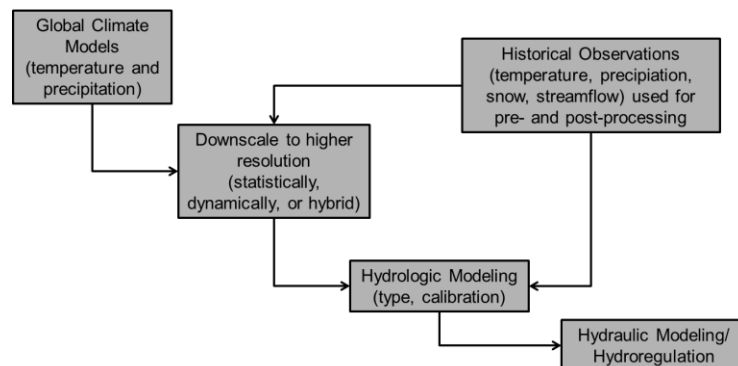 Global Climate
Models
(temperature and
precipitation)
Historical Observations
(temperature, precipiation,
snow, streamflow) used for
pre- and post-processing
Downscale to higher
resolution
(statistically,
dynamically, or hybrid)
Hydrologic Modeling
(type, calibration)
Hydraulic Modeling/
Hydroregulation